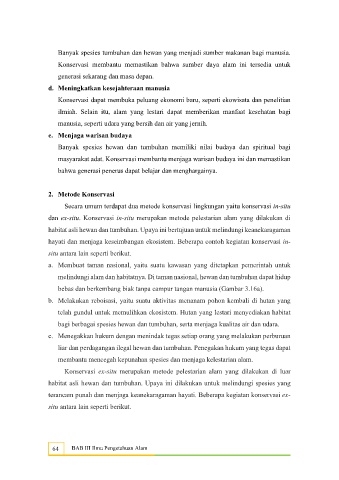 Banyak spesies tumbuhan dan hewan yang menjadi sumber makanan bagi manusia.
Konservasi membantu memastikan bahwa sumber daya alam ini tersedia untuk
generasi sekarang dan masa depan.
d. Meningkatkan kesejahteraan manusia
Konservasi dapat membuka peluang ekonomi baru, seperti ekowisata dan penelitian
ilmiah. Selain itu, alam yang lestari dapat memberikan manfaat kesehatan bagi
manusia, seperti udara yang bersih dan air yang jernih.
e. Menjaga warisan budaya
Banyak spesies hewan dan tumbuhan memiliki nilai budaya dan spiritual bagi
masyarakat adat. Konservasi membantu menjaga warisan budaya ini dan memastikan
bahwa generasi penerus dapat belajar dan menghargainya.
2. Metode Konservasi
Secara umum terdapat dua metode konservasi lingkungan yaitu konservasi in-situ
dan ex-situ. Konservasi in-situ merupakan metode pelestarian alam yang dilakukan di
habitat asli hewan dan tumbuhan. Upaya ini bertujuan untuk melindungi keanekaragaman
hayati dan menjaga keseimbangan ekosistem. Beberapa contoh kegiatan konservasi in-
situ antara lain seperti berikut.
a. Membuat taman nasional, yaitu suatu kawasan yang ditetapkan pemerintah untuk
melindungi alam dan habitatnya. Di taman nasional, hewan dan tumbuhan dapat hidup
bebas dan berkembang biak tanpa campur tangan manusia (Gambar 3.16a).
b. Melakukan reboisasi, yaitu suatu aktivitas menanam pohon kembali di hutan yang
telah gundul untuk memulihkan ekosistem. Hutan yang lestari menyediakan habitat
bagi berbagai spesies hewan dan tumbuhan, serta menjaga kualitas air dan udara.
c. Menegakkan hukum dengan menindak tegas setiap orang yang melakukan perburuan
liar dan perdagangan ilegal hewan dan tumbuhan. Penegakan hukum yang tegas dapat
membantu mencegah kepunahan spesies dan menjaga kelestarian alam.
Konservasi ex-situ merupakan metode pelestarian alam yang dilakukan di luar
habitat asli hewan dan tumbuhan. Upaya ini dilakukan untuk melindungi spesies yang
terancam punah dan menjaga keanekaragaman hayati. Beberapa kegiatan konservasi ex-
situ antara lain seperti berikut.
64 BAB III Ilmu Pengetahuan Alam